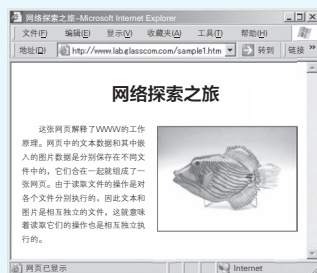 网络探索之旅-Microsoft Internet Explorer
文件(F) 编辑(E) 显示(V) 收藏夹(A) 工具(T) 帮助(H)
地址(D) http://www.lab.glasscom.com/sample1.htm 转到 链接 »
网络探索之旅
这张网页解释了WWW的工作
原理。网页中的文本数据和其中嵌
入的图片数据是分别保存在不同文
件中的，它们合在一起就组成了一
张网页。由于读取文件的操作是对
各个文件分别执行的，因此文本和
图片是相互独立的文件，这就意味
着读取它们的操作也是相互独立执
行的。
网页已显示 Internet